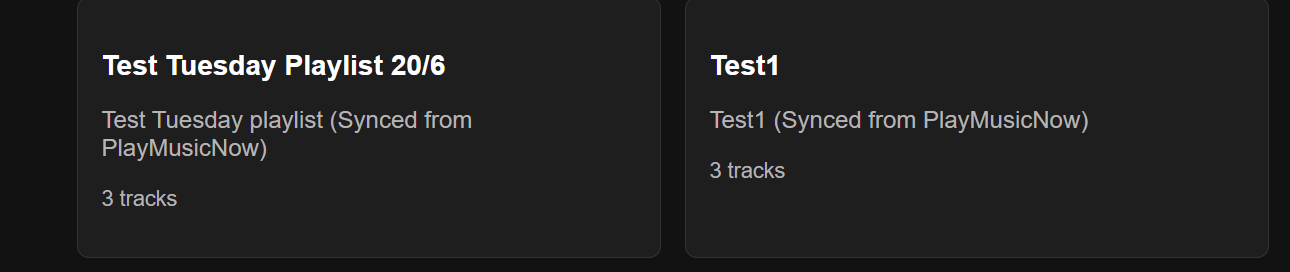 Test Tuesday Playlist 20/6
Test Tuesday playlist (Synced from
PlayMusicNow)
3 tracks
Test1
Test1 (Synced from PlayMusicNow)
3 tracks